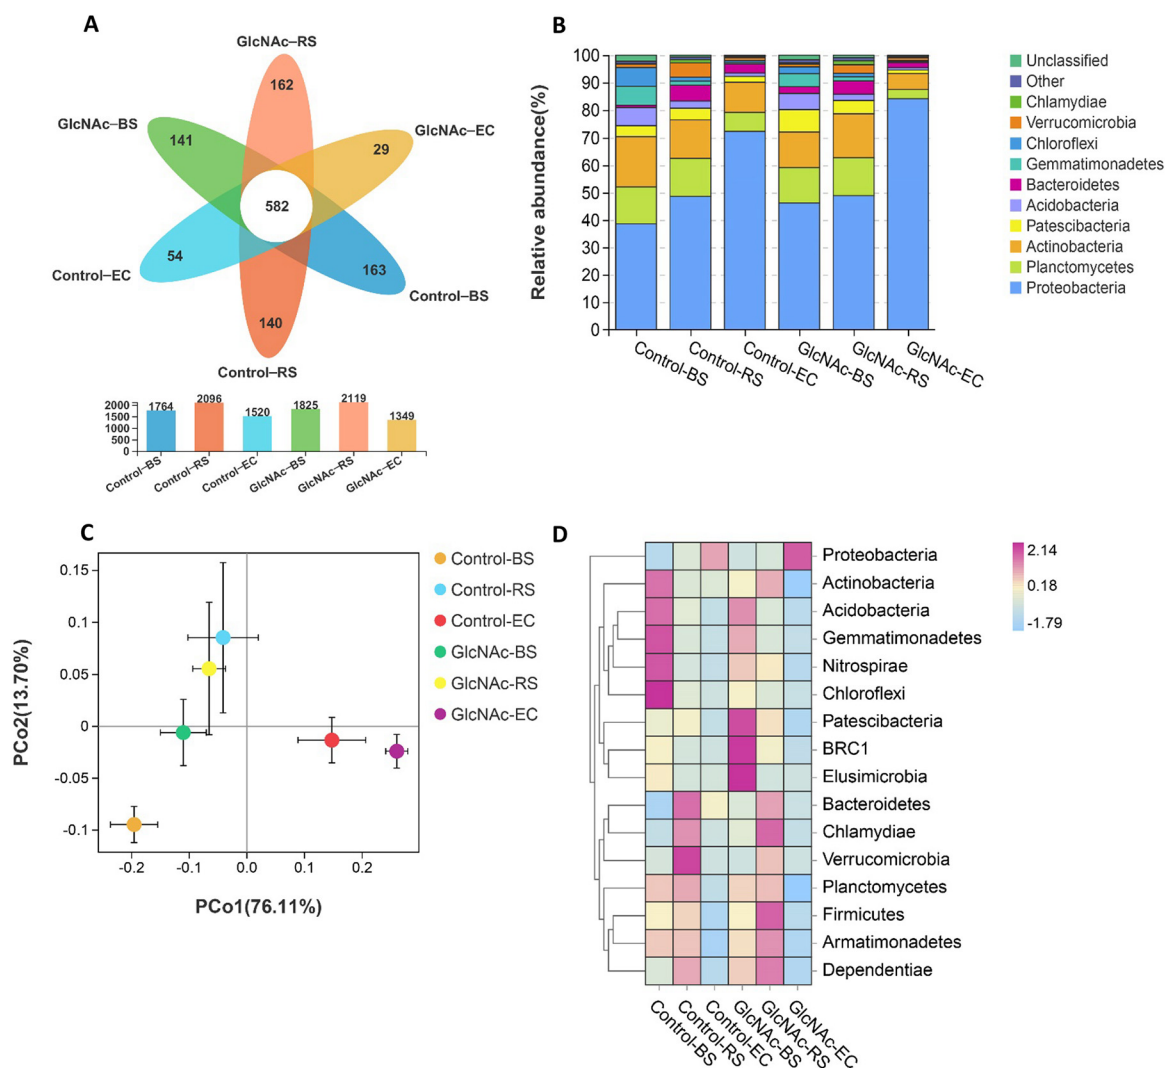 A
GlcNAc–RS
162
GlcNAc–BS
141
GlcNAc–EC
29
582
54
Control–EC
163
Control–BS
140
Control–RS
2000
1500
1000
500
0
1764
2096
1520
1825
2119
1349
Control–BS
Control–RS
Control–EC
GlcNAc–BS
GlcNAc–RS
GlcNAc–EC
B
Relative abundance(%)
100
90
80
70
60
50
40
30
20
10
0
Control-BS
Control-RS
Control-EC
GlcNAc-BS
GlcNAc-RS
GlcNAc-EC
Unclassified
Other
Chlamydiae
Verrucomicrobia
Chloroflexi
Gemmatimonadetes
Bacteroidetes
Acidobacteria
Patescibacteria
Actinobacteria
Planctomycetes
Proteobacteria
C
PCo2(13.70%)
0.15
0.1
0.05
0
-0.05
-0.1
-0.2
-0.1
0.0
0.1
0.2
PCo1(76.11%)
Control-BS
Control-RS
Control-EC
GlcNAc-BS
GlcNAc-RS
GlcNAc-EC
D
Proteobacteria
Actinobacteria
Acidobacteria
Gemmatimonadetes
Nitrospirae
Chloroflexi
Patescibacteria
BRC1
Elusimicrobia
Bacteroidetes
Chlamydiae
Verrucomicrobia
Planctomycetes
Firmicutes
Armatimonadetes
Dependentiae
Control-BS
Control-RS
Control-EC
GlcNAc-BS
GlcNAc-RS
GlcNAc-EC
2.14
0.18
-1.79